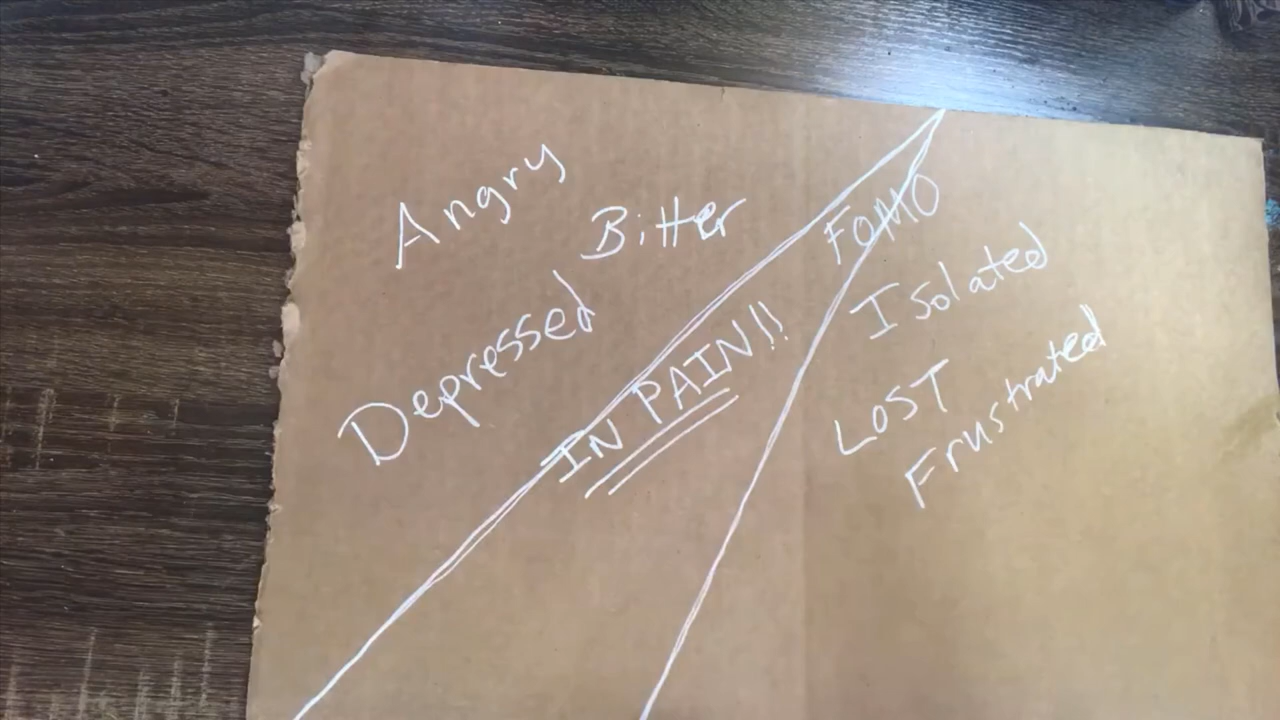 Angry
Bitter
Depressed
IN PAIN!!
FOMO
Isolated
LOST
Frustrated